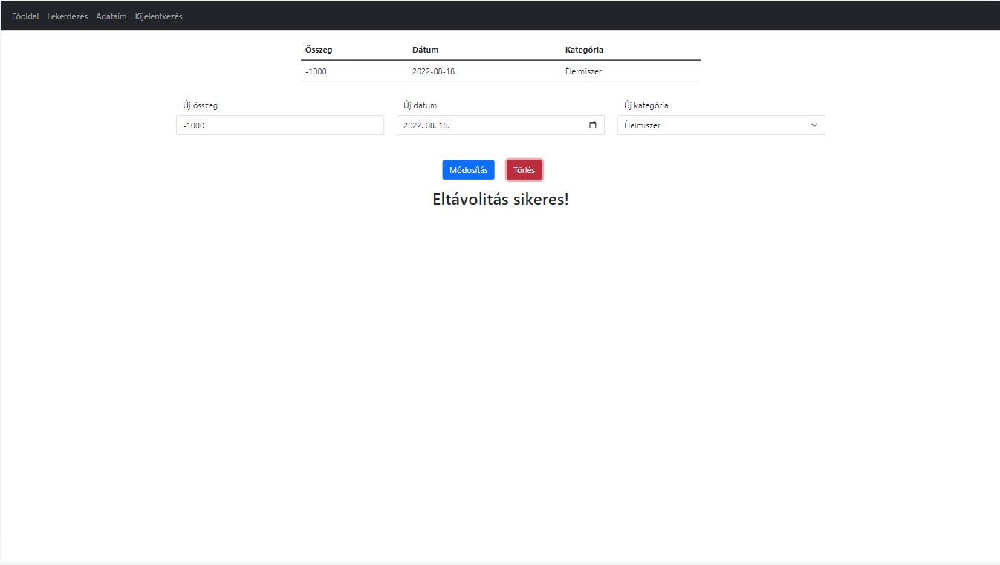 Főoldal Lekérdezés Adataim Kijelentkezés
Összeg Dátum Kategória
-1000 2022-08-18 Élelmiszer
Új összeg Új dátum Új kategória
-1000 2022. 08. 18. Élelmiszer
Módosítás Törlés
Eltávolitás sikeres!